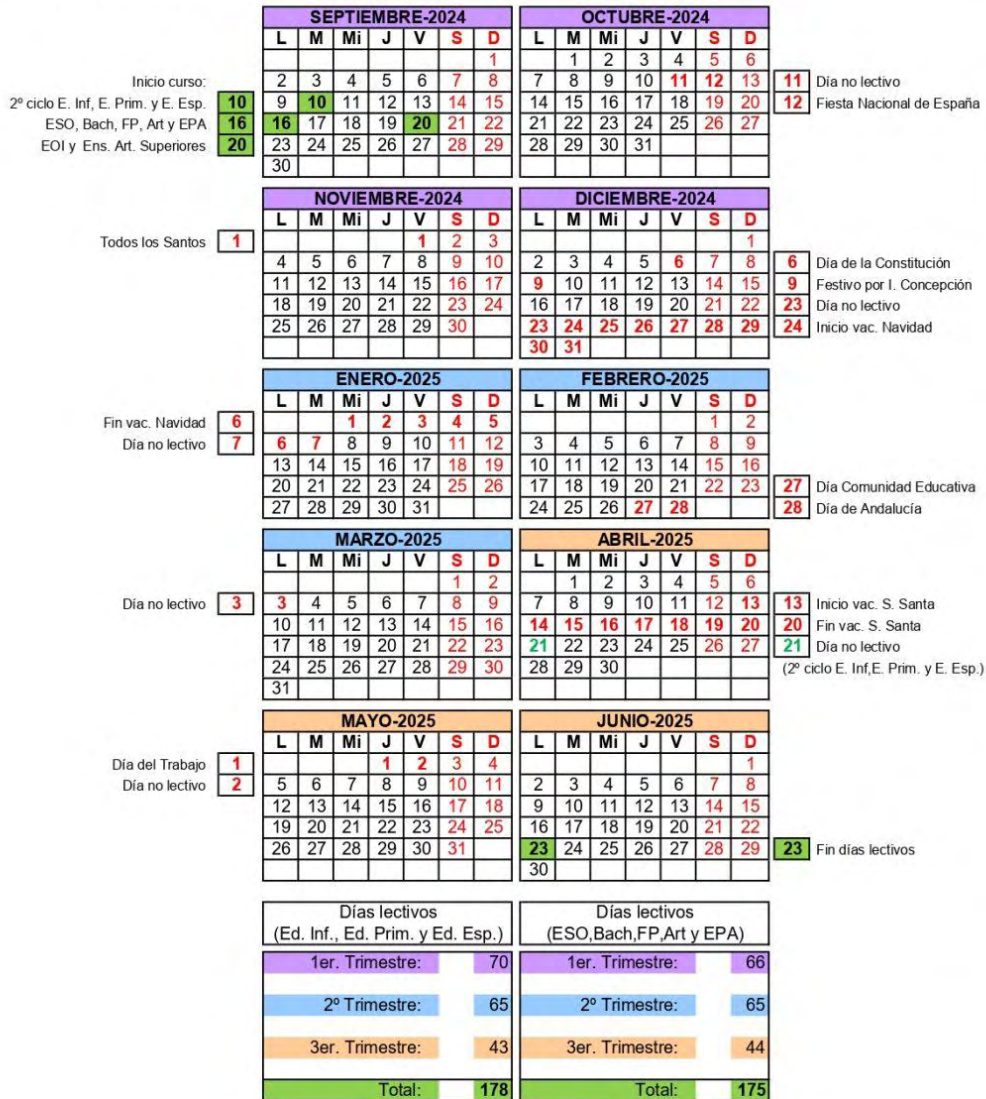 SEPTIEMBRE-2024
L M Mi J V S D
1
Inicio curso: 2 3 4 5 6 7 8
2º ciclo E. Inf, E. Prim. y E. Esp. 10 9 10 11 12 13 14 15
ESO, Bach, FP, Art y EPA 16 16 17 18 19 20 21 22
EOI y Ens. Art. Superiores 20 23 24 25 26 27 28 29
30
OCTUBRE-2024
L M Mi J V S D
1 2 3 4 5 6
7 8 9 10 11 12 13 11 Día no lectivo
14 15 16 17 18 19 20 12 Fiesta Nacional de España
21 22 23 24 25 26 27
28 29 30 31
NOVIEMBRE-2024
L M Mi J V S D
Todos los Santos 1 1 2 3
4 5 6 7 8 9 10
11 12 13 14 15 16 17
18 19 20 21 22 23 24
25 26 27 28 29 30
DICIEMBRE-2024
L M Mi J V S D
1
2 3 4 5 6 7 8 6 Día de la Constitución
9 10 11 12 13 14 15 9 Festivo por I. Concepción
16 17 18 19 20 21 22 23 Día no lectivo
23 24 25 26 27 28 29 24 Inicio vac. Navidad
30 31
ENERO-2025
L M Mi J V S D
Fin vac. Navidad 6 1 2 3 4 5
Día no lectivo 7 6 7 8 9 10 11 12
13 14 15 16 17 18 19
20 21 22 23 24 25 26
27 28 29 30 31
FEBRERO-2025
L M Mi J V S D
1 2
3 4 5 6 7 8 9
10 11 12 13 14 15 16
17 18 19 20 21 22 23 27 Día Comunidad Educativa
24 25 26 27 28 28 Día de Andalucía
MARZO-2025
L M Mi J V S D
1 2
Día no lectivo 3 3 4 5 6 7 8 9
10 11 12 13 14 15 16
17 18 19 20 21 22 23
24 25 26 27 28 29 30
31
ABRIL-2025
L M Mi J V S D
1 2 3 4 5 6
7 8 9 10 11 12 13 13 Inicio vac. S. Santa
14 15 16 17 18 19 20 20 Fin vac. S. Santa
21 22 23 24 25 26 27 21 Día no lectivo
28 29 30 (2º ciclo E. Inf,E. Prim. y E. Esp.)
MAYO-2025
L M Mi J V S D
Día del Trabajo 1 1 2 3 4
Día no lectivo 2 5 6 7 8 9 10 11
12 13 14 15 16 17 18
19 20 21 22 23 24 25
26 27 28 29 30 31
JUNIO-2025
L M Mi J V S D
1
2 3 4 5 6 7 8
9 10 11 12 13 14 15
16 17 18 19 20 21 22
23 24 25 26 27 28 29 23 Fin días lectivos
30
Días lectivos
(Ed. Inf., Ed. Prim. y Ed. Esp.)
1er. Trimestre: 70
2º Trimestre: 65
3er. Trimestre: 43
Total: 178
Días lectivos
(ESO,Bach,FP,Art y EPA)
1er. Trimestre: 66
2º Trimestre: 65
3er. Trimestre: 44
Total: 175